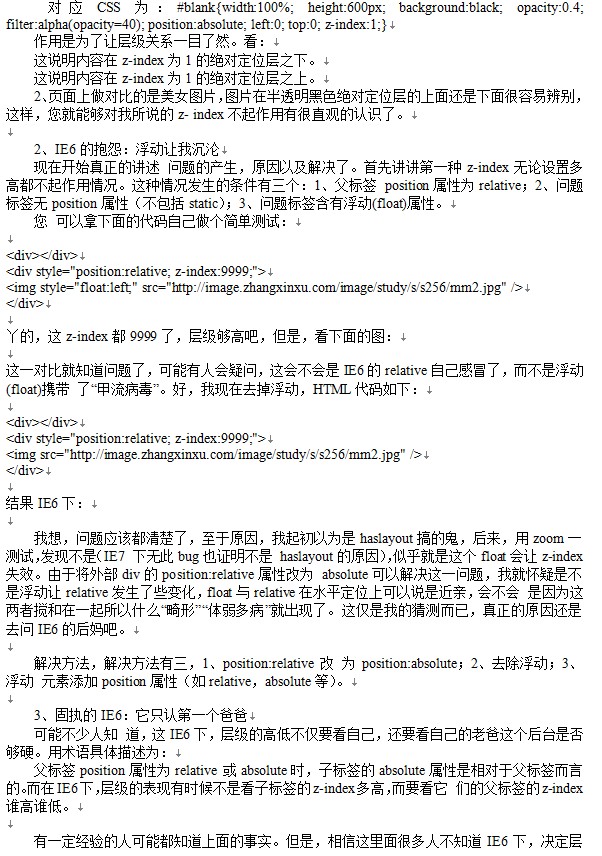 对应 CSS 为：#blank{width:100%; height:600px; background:black; opacity:0.4;
filter:alpha(opacity=40); position:absolute; left:0; top:0; z-index:1;}
作用是为了让层级关系一目了然。看：
这说明内容在 z-index 为 1 的绝对定位层之下。
这说明内容在 z-index 为 1 的绝对定位层之上。
2、页面上做对比的是美女图片，图片在半透明黑色绝对定位层的上面还是下面很容易辨别，
这样，您就能够对我所说的 z- index 不起作用有很直观的认识了。
2、IE6 的抱怨：浮动让我沉沦
现在开始真正的讲述 问题的产生，原因以及解决了。首先讲讲第一种 z-index 无论设置多
高都不起作用情况。这种情况发生的条件有三个：1、父标签 position 属性为 relative；2、问题
标签无 position 属性（不包括 static）；3、问题标签含有浮动(float)属性。
您 可以拿下面的代码自己做个简单测试：
<div></div>
<div style="position:relative; z-index:9999;">
<img style="float:left;" src="http://image.zhangxinxu.com/image/study/s/s256/mm2.jpg" />
</div>
丫的，这 z-index 都 9999 了，层级够高吧，但是，看下面的图：
这一对比就知道问题了，可能有人会疑问，这会不会是 IE6 的 relative 自己感冒了，而不是浮动
(float)携带 了“甲流病毒”。好，我现在去掉浮动，HTML 代码如下：
<div></div>
<div style="position:relative; z-index:9999;">
<img src="http://image.zhangxinxu.com/image/study/s/s256/mm2.jpg" />
</div>
结果 IE6 下：
我想，问题应该都清楚了，至于原因，我起初以为是 haslayout 搞的鬼，后来，用 zoom 一
测试，发现不是（IE7 下无此 bug 也证明不是 haslayout 的原因），似乎就是这个 float 会让 z-index
失效。由于将外部 div 的 position:relative 属性改为 absolute 可以解决这一问题，我就怀疑是不
是浮动让 relative 发生了些变化，float 与 relative 在水平定位上可以说是近亲，会不会 是因为这
两者搅和在一起所以什么“畸形”“体弱多病”就出现了。这仅是我的猜测而已，真正的原因还是
去问 IE6 的后妈吧。
解决方法，解决方法有三，1、position:relative 改 为 position:absolute；2、去除浮动；3、
浮动 元素添加 position 属性（如 relative，absolute 等）。
3、固执的 IE6：它只认第一个爸爸
可能不少人知 道，这 IE6 下，层级的高低不仅要看自己，还要看自己的老爸这个后台是否
够硬。用术语具体描述为：
父标签 position 属性为 relative 或 absolute 时，子标签的 absolute 属性是相对于父标签而言
的。而在 IE6 下，层级的表现有时候不是看子标签的 z-index 多高，而要看它 们的父标签的 z-index
谁高谁低。
有一定经验的人可能都知道上面的事实。但是，相信这里面很多人不知道 IE6 下，决定层